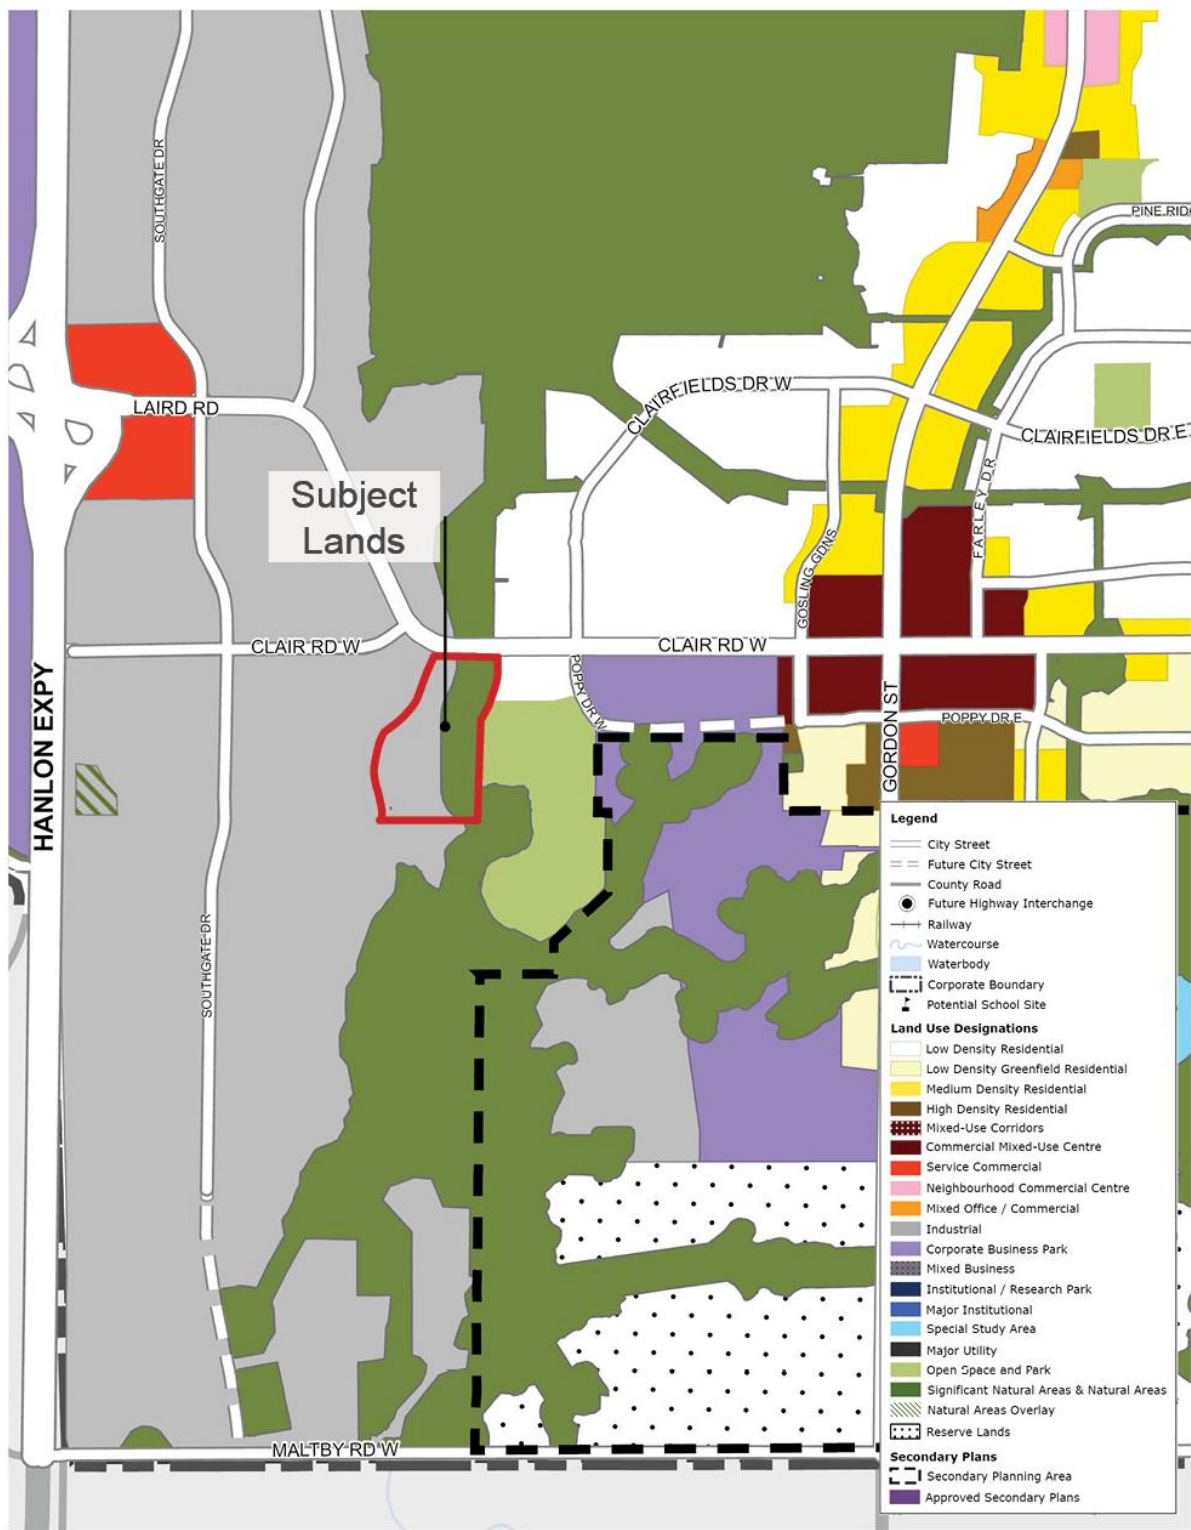 SOUTHGATE DR
PINE RID
LAIRD RD
CLAIRFIELDS DR W
CLAIRFIELDS DR E
Subject
Lands
FARLEY DR
GOSLING GDNS
CLAIR RD W
CLAIR RD W
POPPY DR W
HANLON EXPY
GORDON ST
POPPY DR E
SOUTHGATE DR
MALTBY RD W
Legend
City Street
Future City Street
County Road
Future Highway Interchange
Railway
Watercourse
Waterbody
Corporate Boundary
Potential School Site
Land Use Designations
Low Density Residential
Low Density Greenfield Residential
Medium Density Residential
High Density Residential
Mixed-Use Corridors
Commercial Mixed-Use Centre
Service Commercial
Neighbourhood Commercial Centre
Mixed Office / Commercial
Industrial
Corporate Business Park
Mixed Business
Institutional / Research Park
Major Institutional
Special Study Area
Major Utility
Open Space and Park
Significant Natural Areas & Natural Areas
Natural Areas Overlay
Reserve Lands
Secondary Plans
Secondary Planning Area
Approved Secondary Plans